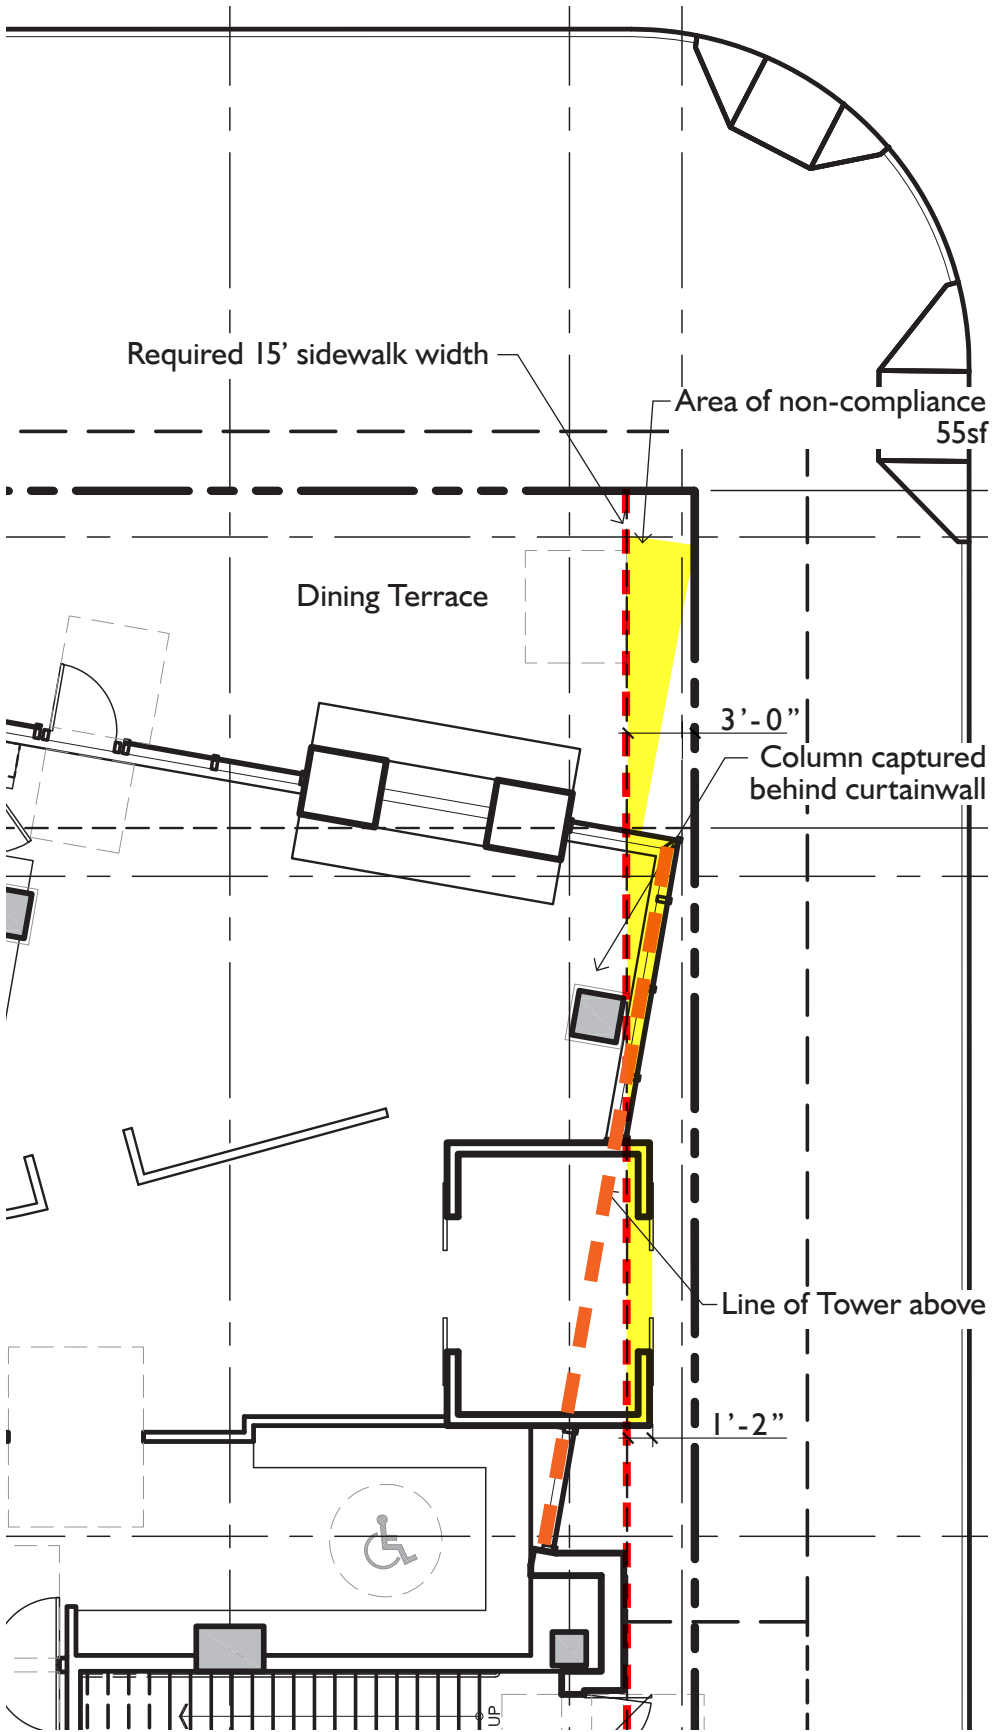 Required 15’ sidewalk width
Area of non-compliance
55sf
Dining Terrace
3’-0”
Column captured
behind curtainwall
Line of Tower above
1’-2”
UP